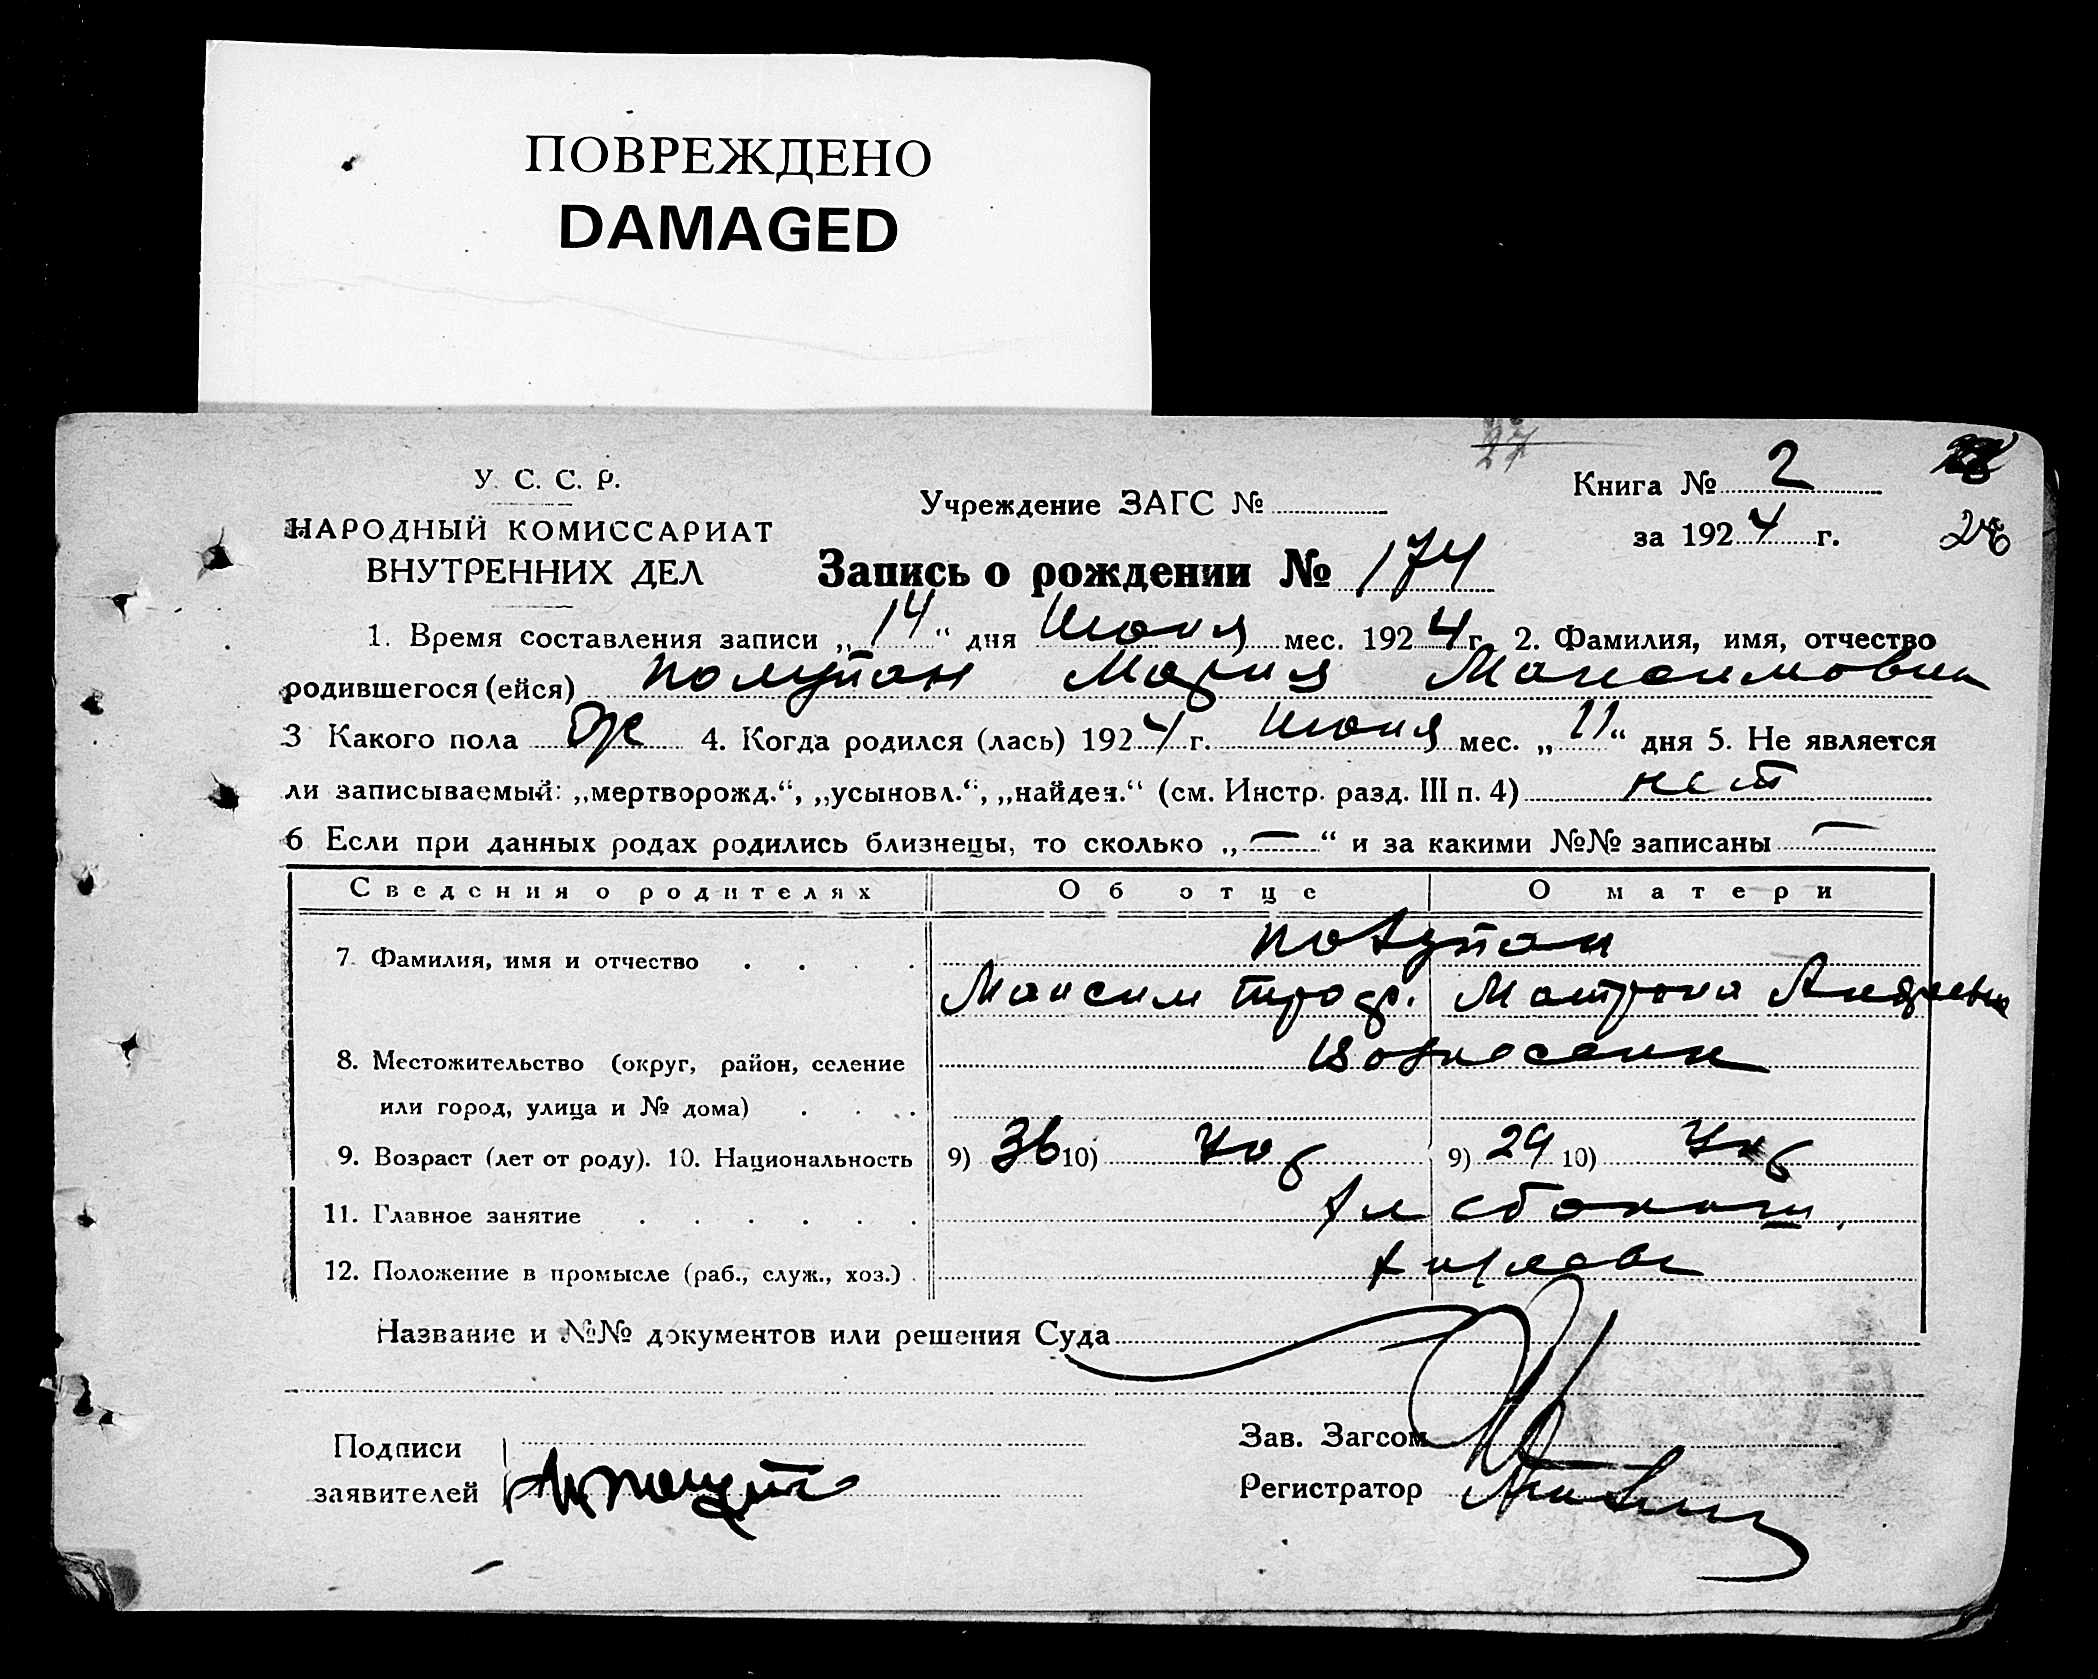 ПОВРЕЖДЕНО
DAMAGED
27
У. С. С. Р.
НАРОДНЫЙ КОМИССАРИАТ
ВНУТРЕННИХ ДЕЛ
Учреждение ЗАГС №
Книга № 2
за 1924 г.
28
Запись о рождении № 174
1. Время составления записи „14“ дня Июня мес. 1924 г. 2. Фамилия, имя, отчество
родившегося (ейся) Полупан Мария Максимовна
3 Какого пола Ж 4. Когда родился (лась) 1924 г. Июня мес. „11“ дня 5. Не является
ли записываемый: „мертворожд.“, „усыновл.“, „найден.“ (см. Инстр. разд. III п. 4) нет
6 Если при данных родах родились близнецы, то сколько „—“ и за какими №№ записаны —
Сведения о родителях Об отце О матери
7. Фамилия, имя и отчество Полупан
Максим Трофр. Матрона Андреевна
8. Местожительство (округ, район, селение
или город, улица и № дома)
9. Возраст (лет от роду). 10. Национальность 9) 36 10) Укр 9) 29 10) Укр
11. Главное занятие
12. Положение в промысле (раб., служ., хоз.)
Название и №№ документов или решения Суда
Подписи
заявителей
Зав. Загсом
Регистратор